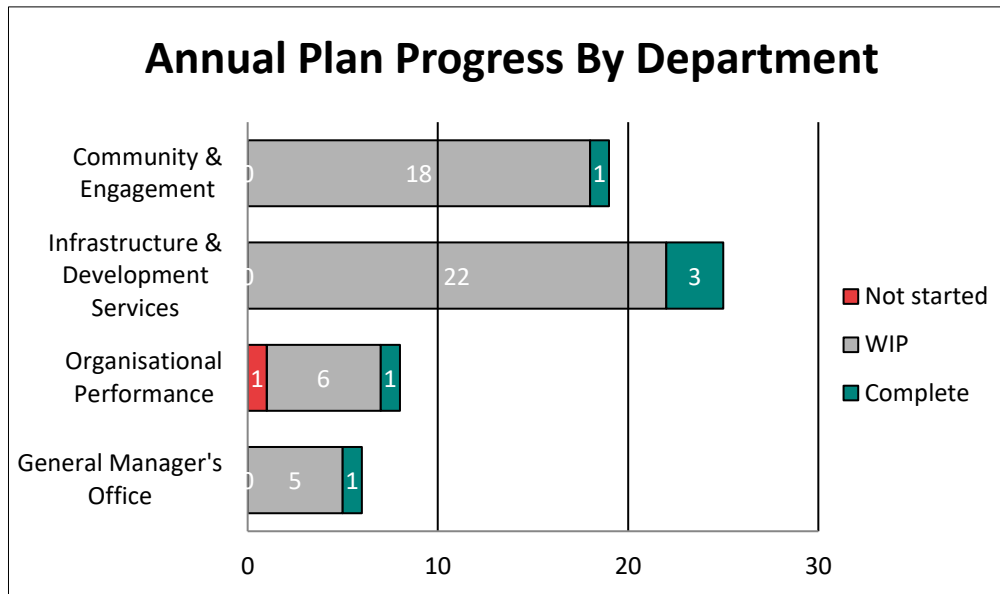 Annual Plan Progress By Department
Community &
Engagement
0 18 1
Infrastructure &
Development
Services
0 22 3
Organisational
Performance
1 6 1
General Manager's
Office
0 5 1
0 10 20 30
Not started
WIP
Complete